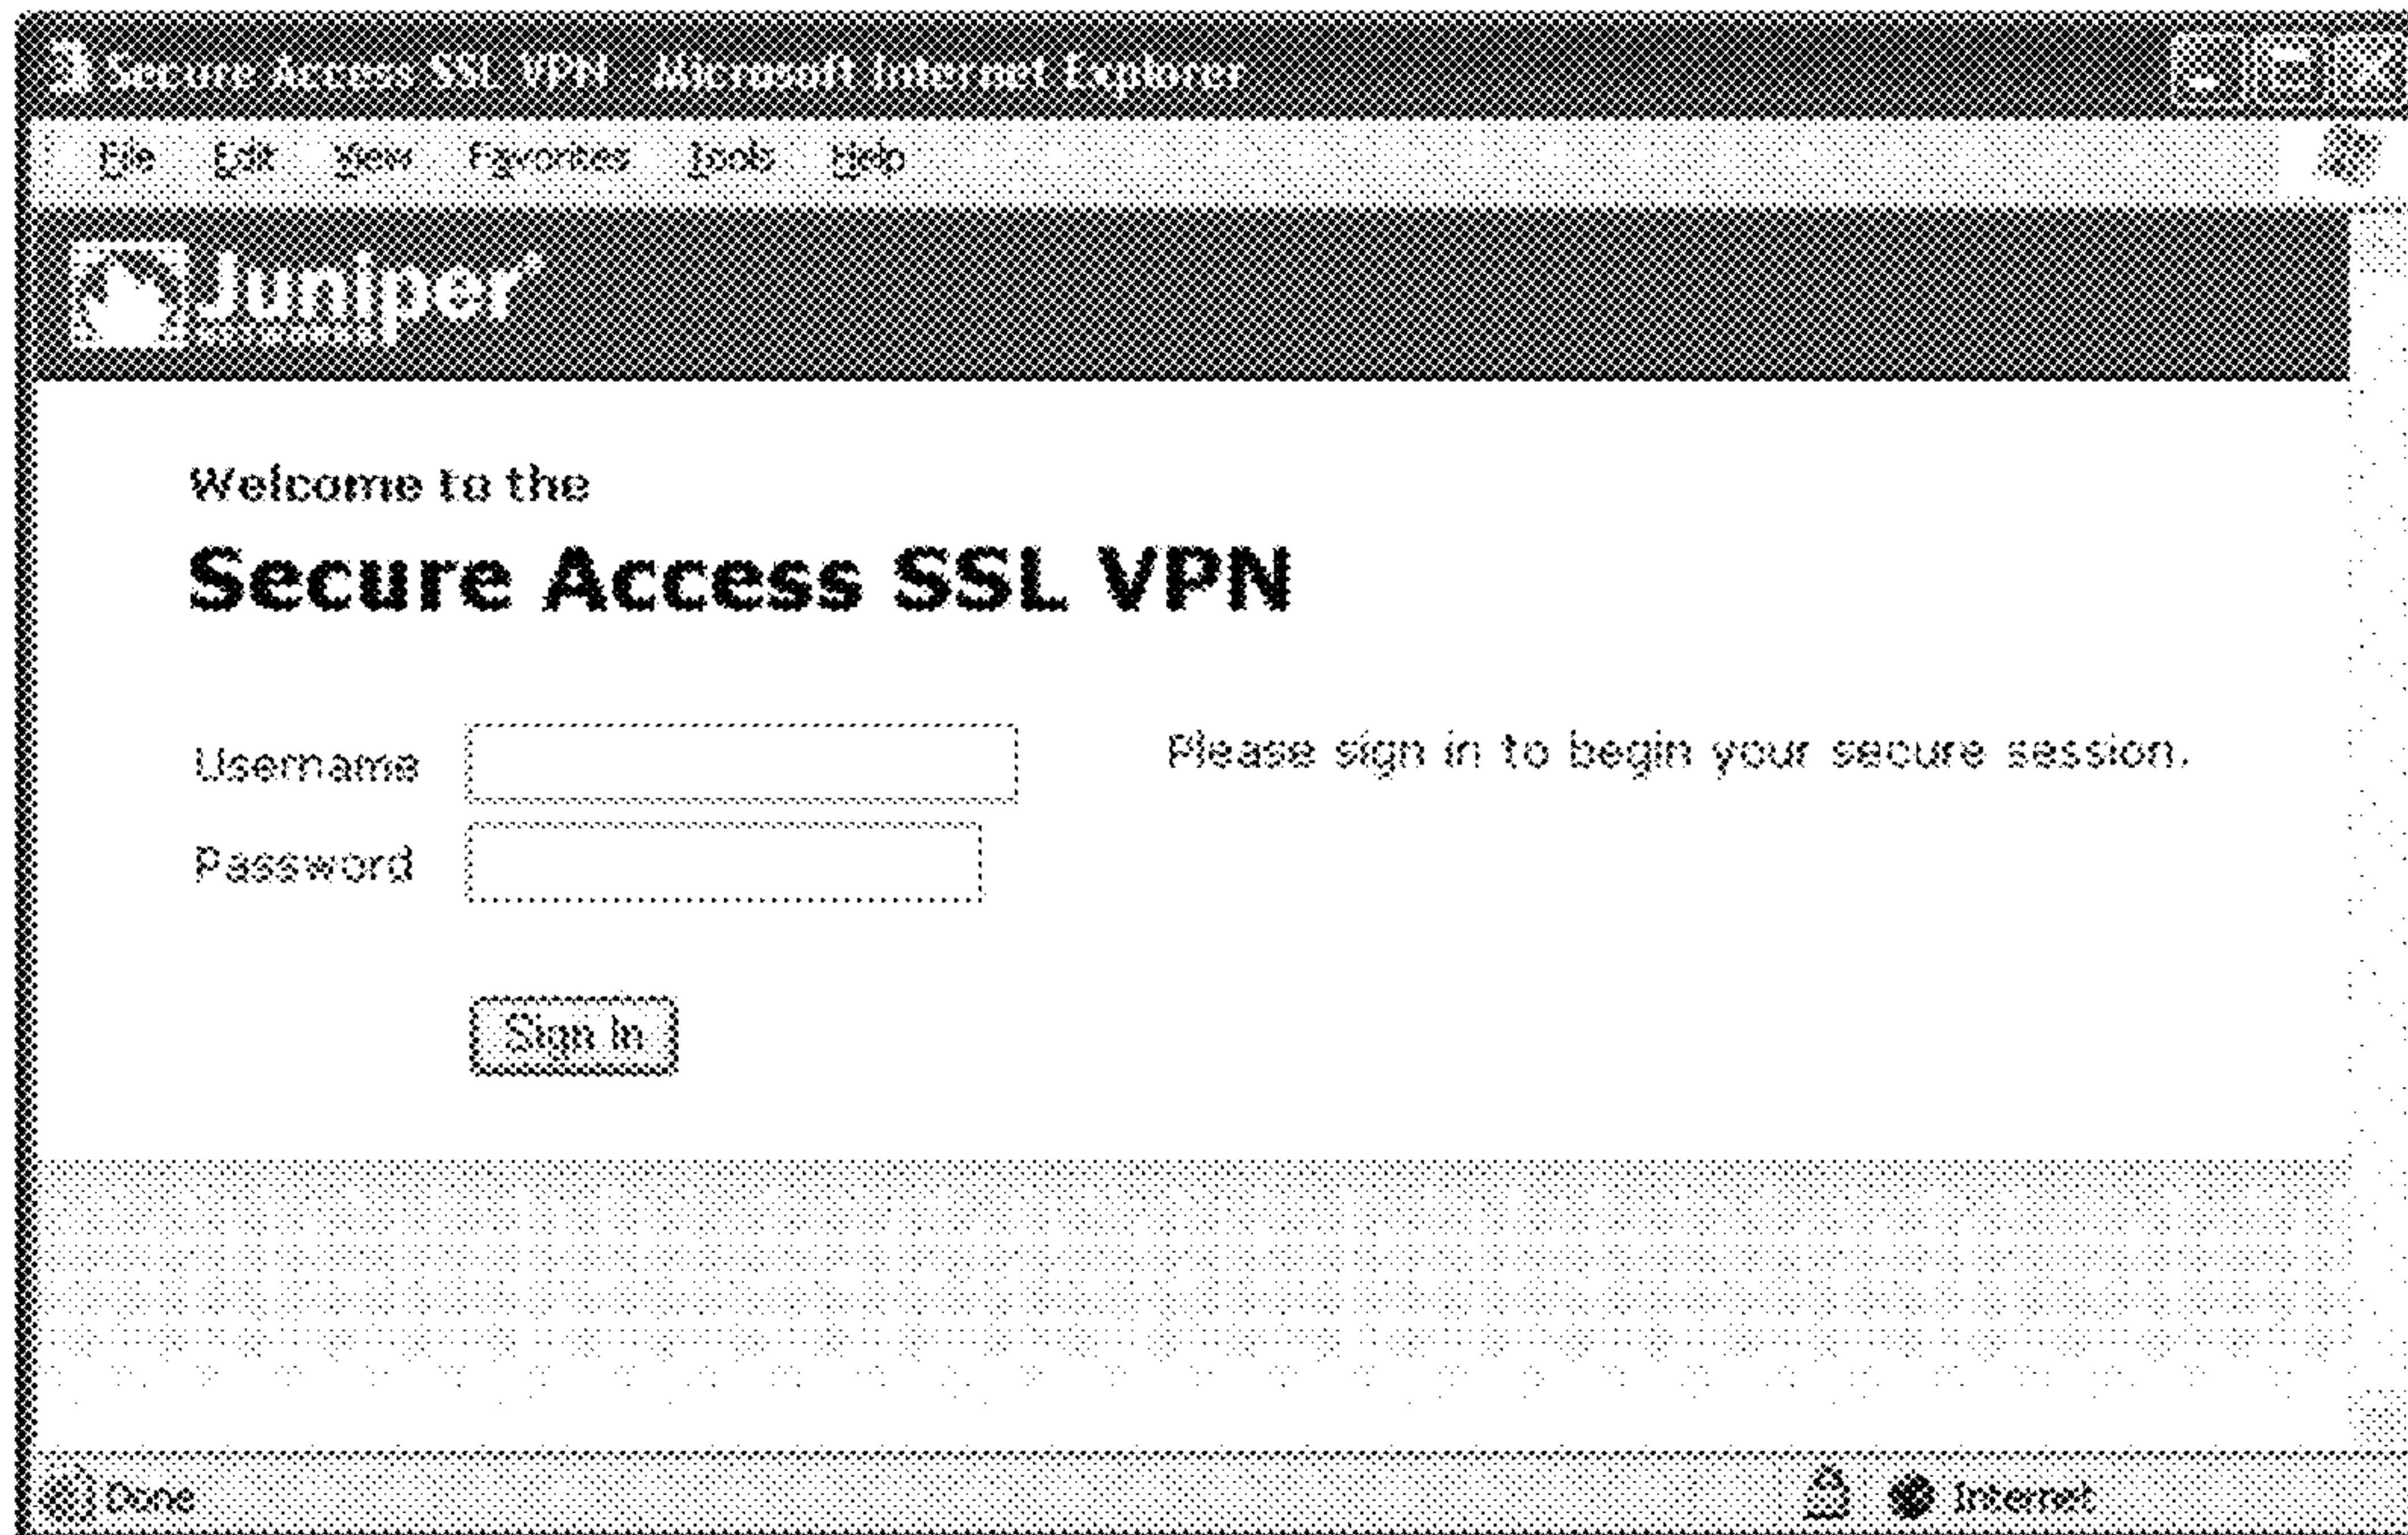 Secure Access SSL VPN - Microsoft Internet Explorer
File Edit View Favorites Tools Help
Juniper
Welcome to the
Secure Access SSL VPN
Username
Please sign in to begin your secure session.
Password
Sign In
Done
Internet